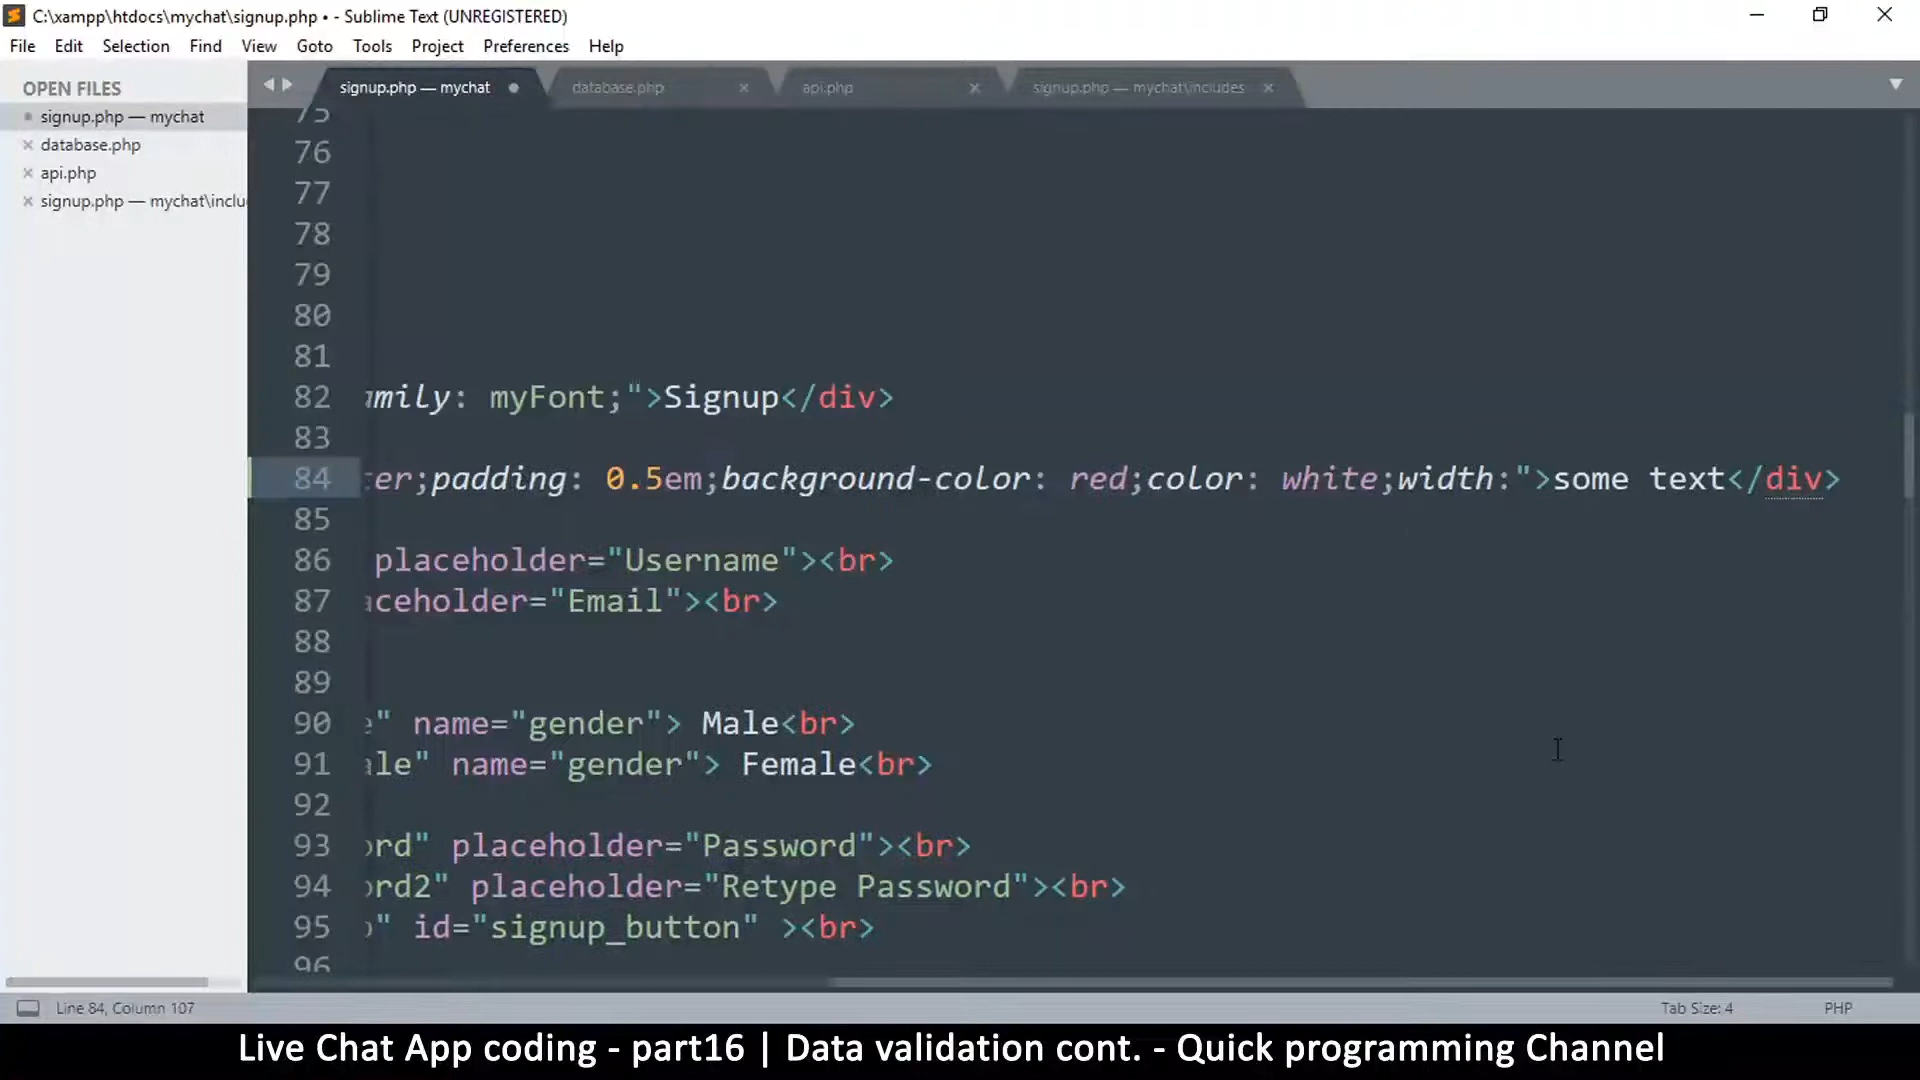 C:\xampp\htdocs\mychat\signup.php • - Sublime Text (UNREGISTERED)
File Edit Selection Find View Goto Tools Project Preferences Help
OPEN FILES
signup.php — mychat
database.php
api.php
signup.php — mychat\inclu
signup.php — mychat
database.php
api.php
signup.php — mychat\includes
75
76
77
78
79
80
81
82 amily: myFont;">Signup</div>
83
84 ter;padding: 0.5em;background-color: red;color: white;width:">some text</div>
85
86 placeholder="Username"><br>
87 aceholder="Email"><br>
88
89
90 e" name="gender"> Male<br>
91 ale" name="gender"> Female<br>
92
93 ord" placeholder="Password"><br>
94 ord2" placeholder="Retype Password"><br>
95 p" id="signup_button" ><br>
96
Line 84, Column 107
Tab Size: 4
PHP
Live Chat App coding - part16 | Data validation cont. - Quick programming Channel